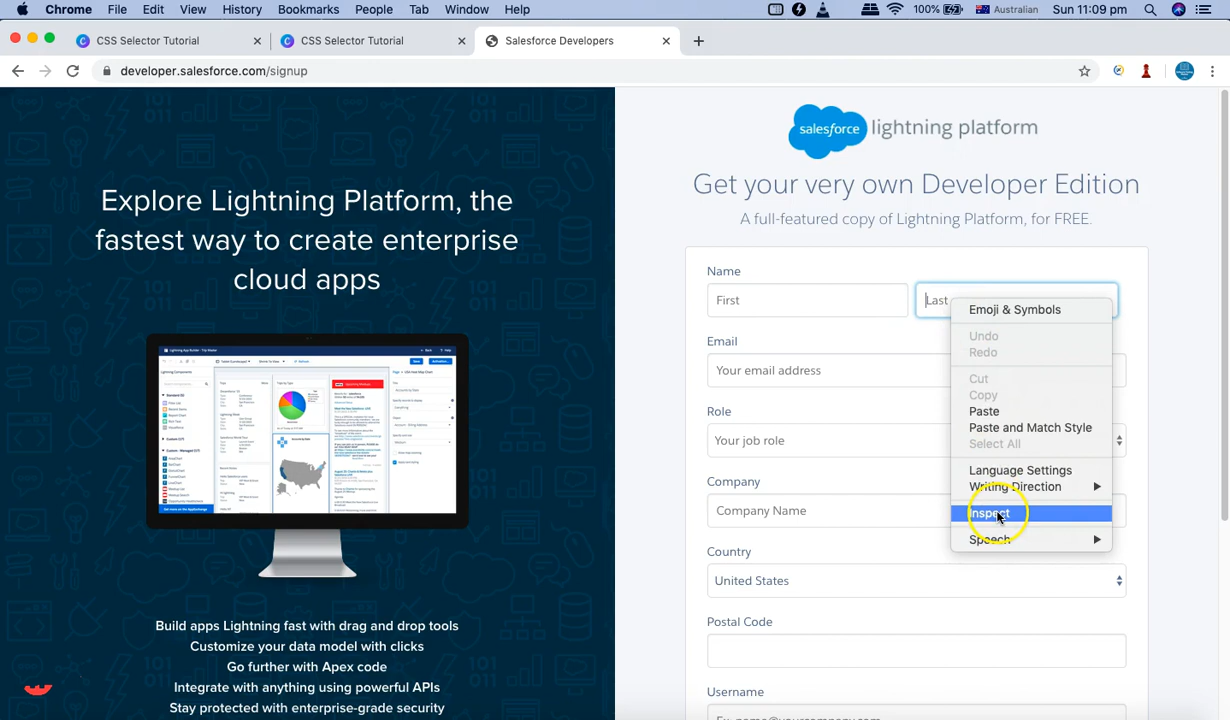 Chrome File Edit View History Bookmarks People Tab Window Help 100% Australian Sun 11:09 pm
CSS Selector Tutorial CSS Selector Tutorial Salesforce Developers
developer.salesforce.com/signup
salesforce lightning platform
Get your very own Developer Edition
A full-featured copy of Lightning Platform, for FREE.
Explore Lightning Platform, the
fastest way to create enterprise
cloud apps
Name
First Last
Email
Your email address
Role
Your job role
Company
Company Name
Country
United States
Postal Code
Username
Ex: name@yourcompany.com
Emoji & Symbols
Undo
Redo
Cut
Copy
Paste
Paste and Match Style
Select All
Language Settings
Writing Direction
Inspect
Speech
Build apps Lightning fast with drag and drop tools
Customize your data model with clicks
Go further with Apex code
Integrate with anything using powerful APIs
Stay protected with enterprise-grade security